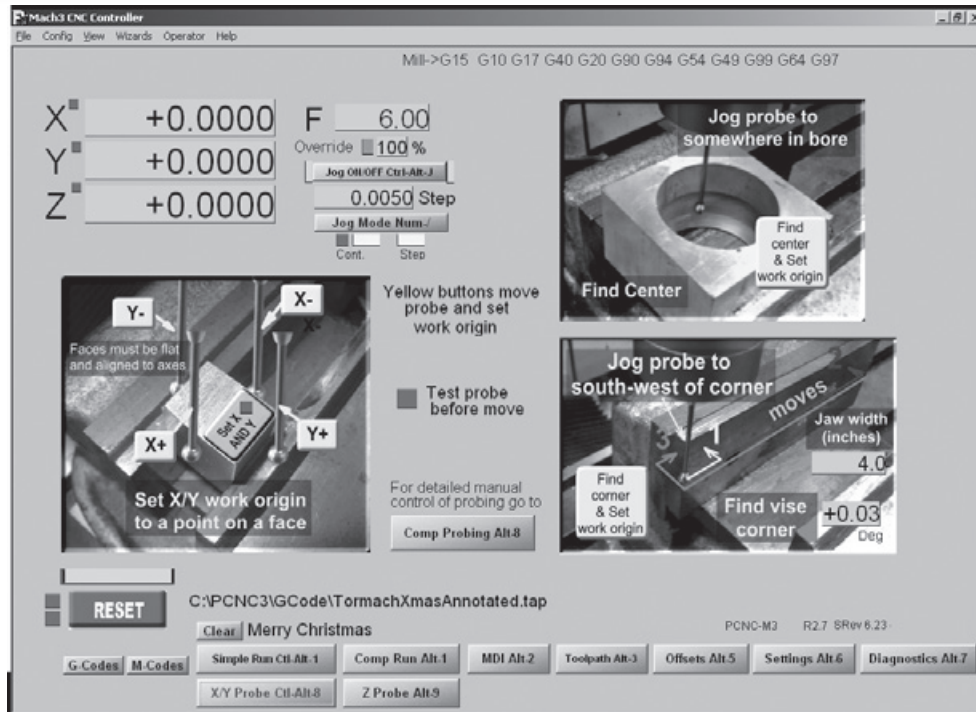 Mach3 CNC Controller
File Config View Wizards Operator Help
Mill->G15 G10 G17 G40 G20 G90 G94 G54 G49 G99 G64 G97
X +0.0000
Y +0.0000
Z +0.0000
F 6.00
Override 100 %
Jog ON/OFF Ctrl-Alt-J
0.0050 Step
Jog Mode Num-/
Cont. Step
Jog probe to
somewhere in bore
Find
center
& Set
work origin
Find Center
Y-
X-
Faces must be flat
and aligned to axes
Set X
AND Y
X+
Y+
Set X/Y work origin
to a point on a face
Yellow buttons move
probe and set
work origin
Test probe
before move
For detailed manual
control of probing go to
Comp Probing Alt-8
Jog probe to
south-west of corner
moves
3
1
Jaw width
(inches)
4.0
Find
corner
& Set
work origin
Find vise
corner
+0.03
Deg
RESET
C:\PCNC3\GCode\TormachXmasAnnotated.tap
Clear Merry Christmas
PCNC-M3 R2.7 SRev 6.23
G-Codes M-Codes
Simple Run Ctl-Alt-1 Comp Run Alt-1 MDI Alt-2 Toolpath Alt-3 Offsets Alt.5 Settings Alt.6 Diagnostics Alt.7
X/Y Probe Ctl-Alt-8 Z Probe Alt-9